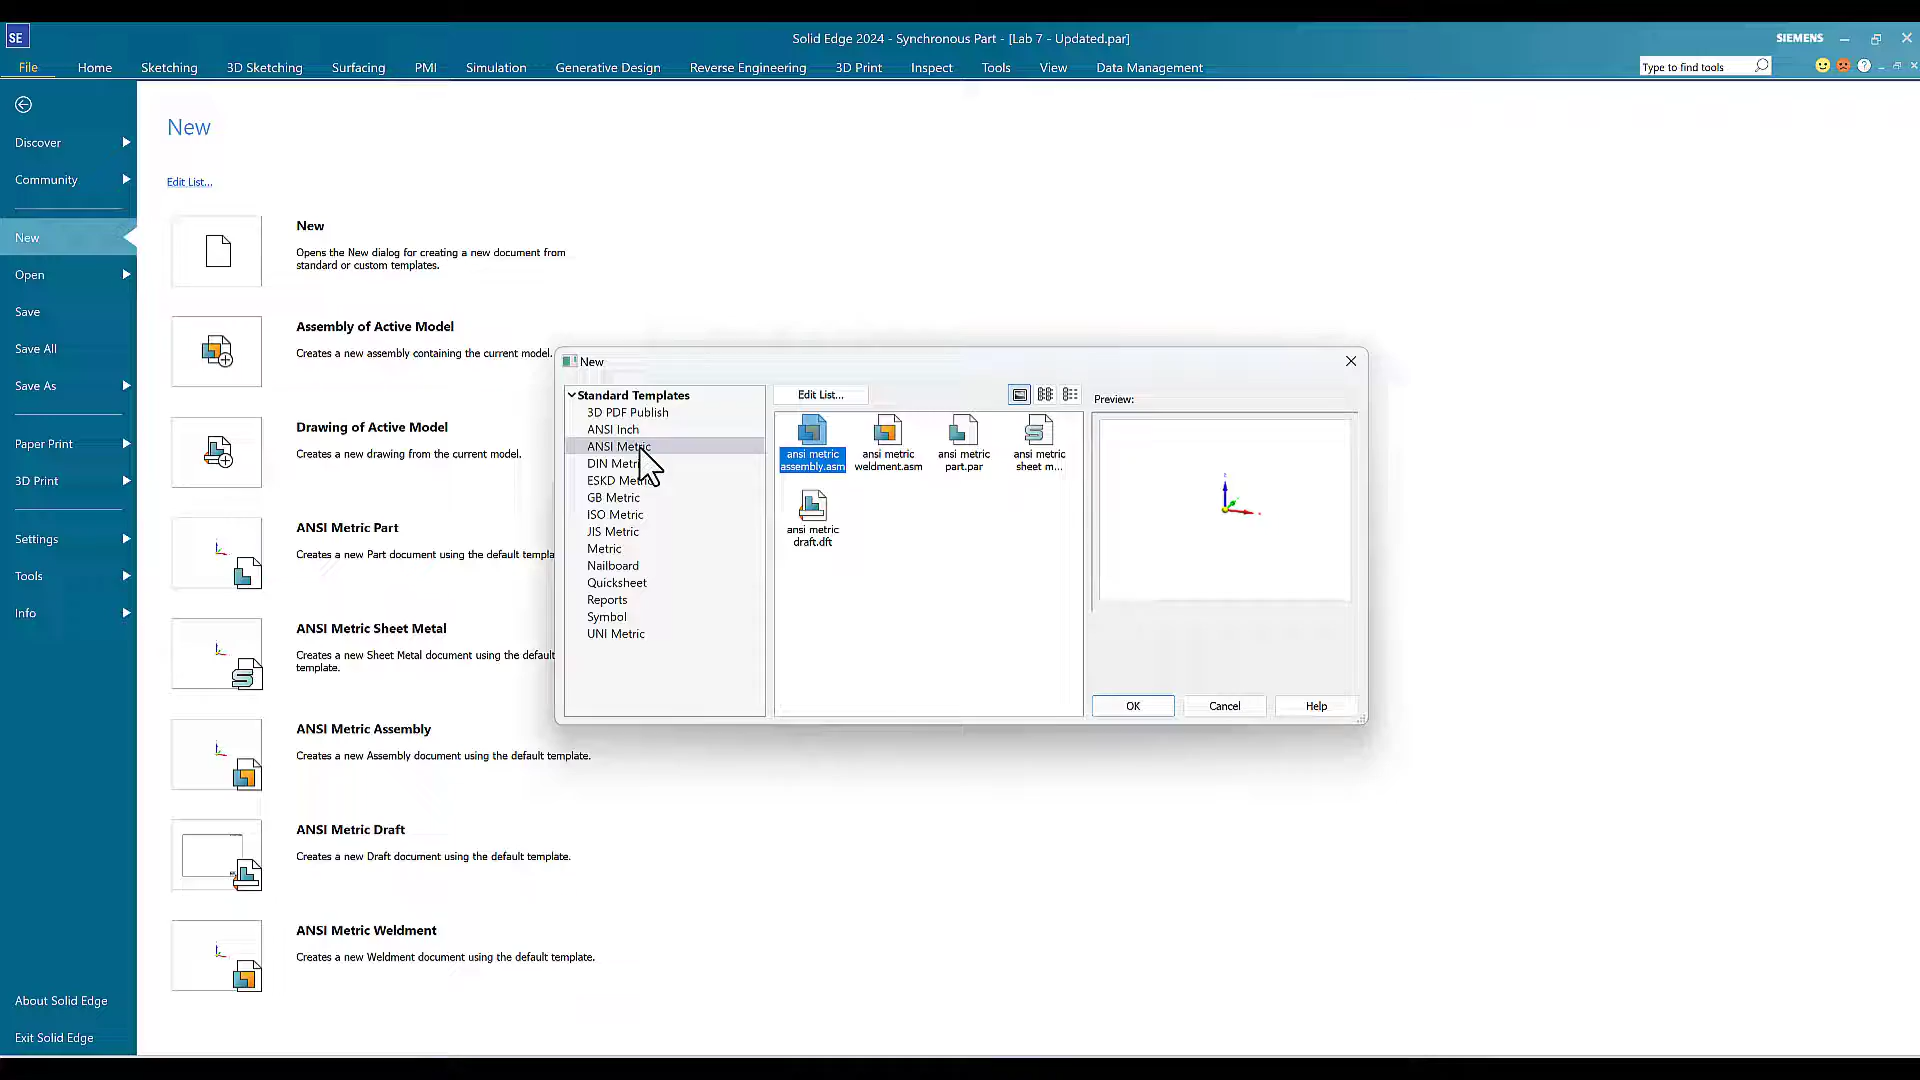 SE
Solid Edge 2024 - Synchronous Part - [Lab 7 - Updated.par]
SIEMENS
File Home Sketching 3D Sketching Surfacing PMI Simulation Generative Design Reverse Engineering 3D Print Inspect Tools View Data Management
Type to find tools
Discover
Community
New
Open
Save
Save All
Save As
Paper Print
3D Print
Settings
Tools
Info
About Solid Edge
Exit Solid Edge
New
Edit List...
New
Opens the New dialog for creating a new document from
standard or custom templates.
Assembly of Active Model
Creates a new assembly containing the current model.
Drawing of Active Model
Creates a new drawing from the current model.
ANSI Metric Part
Creates a new Part document using the default templa
ANSI Metric Sheet Metal
Creates a new Sheet Metal document using the default
template.
ANSI Metric Assembly
Creates a new Assembly document using the default template.
ANSI Metric Draft
Creates a new Draft document using the default template.
ANSI Metric Weldment
Creates a new Weldment document using the default template.
New
Standard Templates
3D PDF Publish
ANSI Inch
ANSI Metric
DIN Metri
ESKD Metric
GB Metric
ISO Metric
JIS Metric
Metric
Nailboard
Quicksheet
Reports
Symbol
UNI Metric
Edit List...
ansi metric
assembly.asm
ansi metric
weldment.asm
ansi metric
part.par
ansi metric
sheet m...
ansi metric
draft.dft
Preview:
OK
Cancel
Help